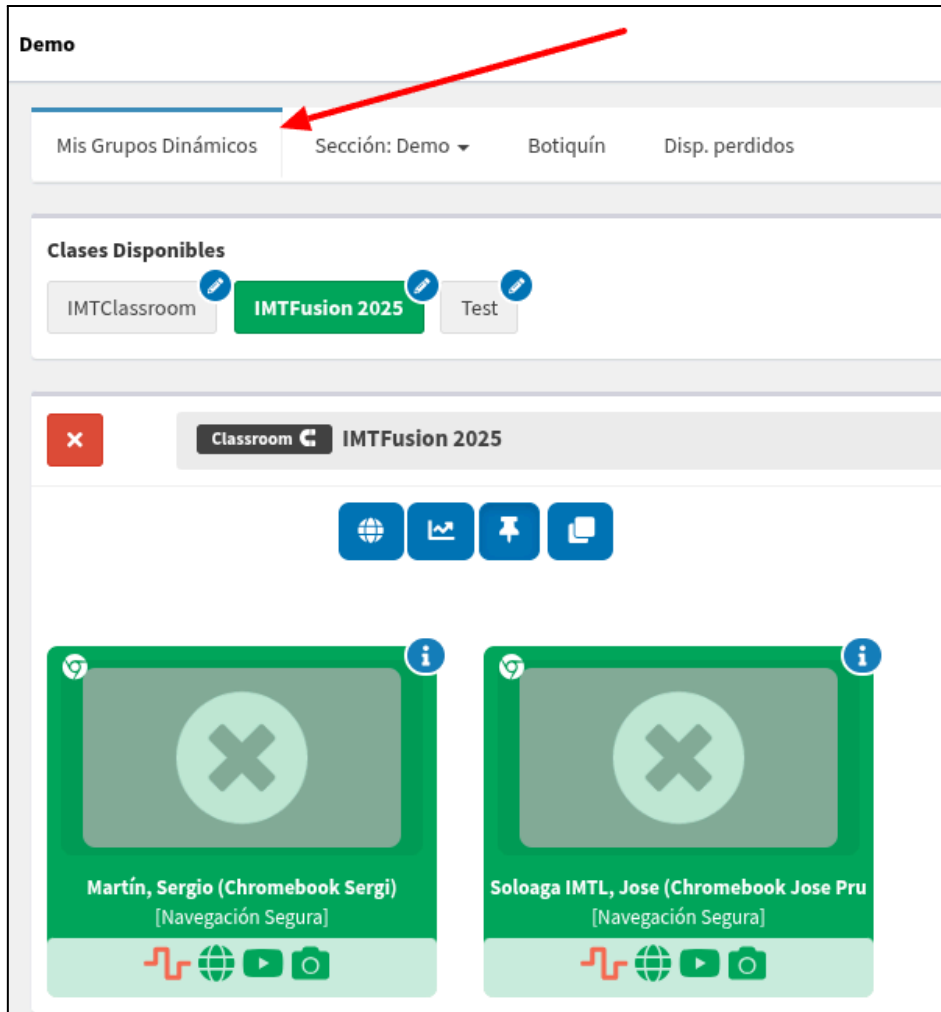 Demo
Mis Grupos Dinámicos Sección: Demo Botiquín Disp. perdidos
Clases Disponibles
IMTClassroom IMTFusion 2025 Test
Classroom IMTFusion 2025
Martín, Sergio (Chromebook Sergi) Soloaga IMTL, Jose (Chromebook Jose Pru
[Navegación Segura] [Navegación Segura]